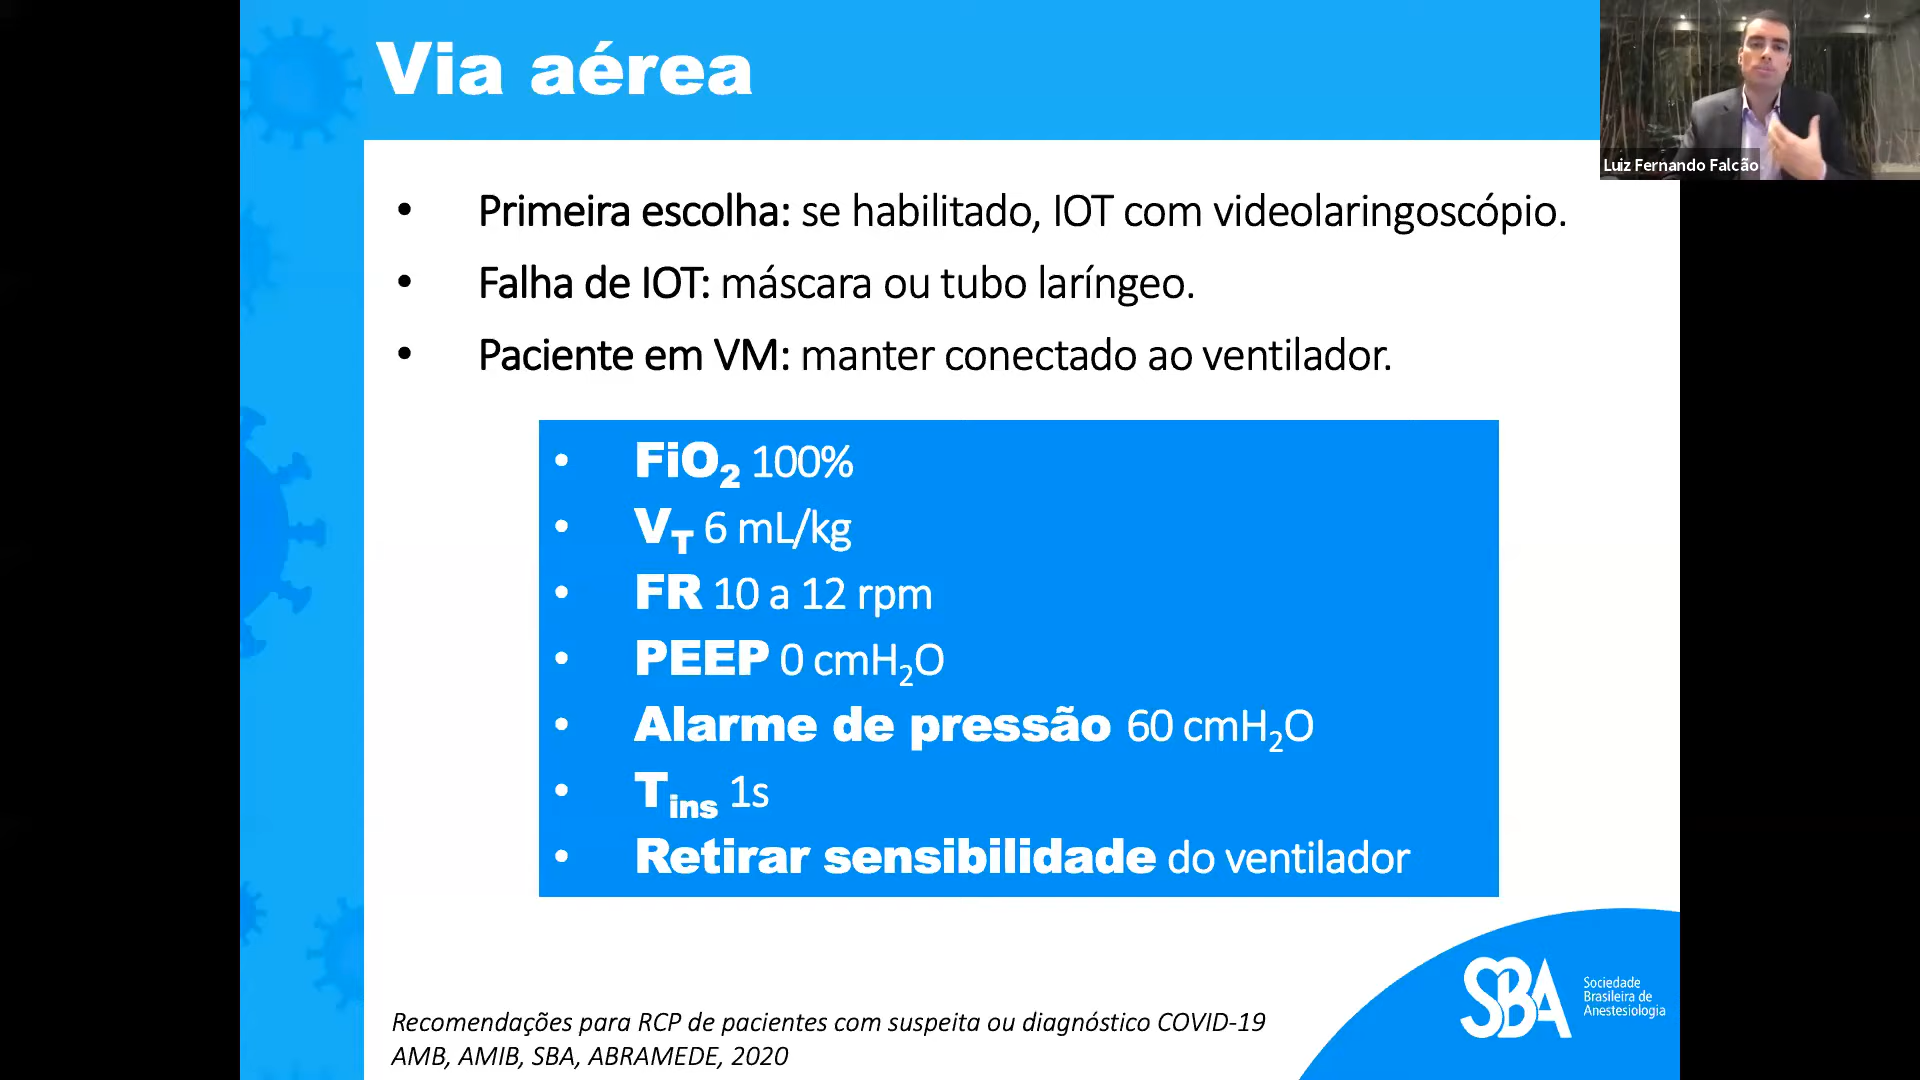 Via aérea
Luiz Fernando Falcão
• Primeira escolha: se habilitado, IOT com videolaringoscópio.
• Falha de IOT: máscara ou tubo laríngeo.
• Paciente em VM: manter conectado ao ventilador.
• FiO₂ 100%
• V_T 6 mL/kg
• FR 10 a 12 rpm
• PEEP 0 cmH₂O
• Alarme de pressão 60 cmH₂O
• T_ins 1s
• Retirar sensibilidade do ventilador
SBA
Sociedade
Brasileira de
Anestesiologia
Recomendações para RCP de pacientes com suspeita ou diagnóstico COVID-19
AMB, AMIB, SBA, ABRAMEDE, 2020